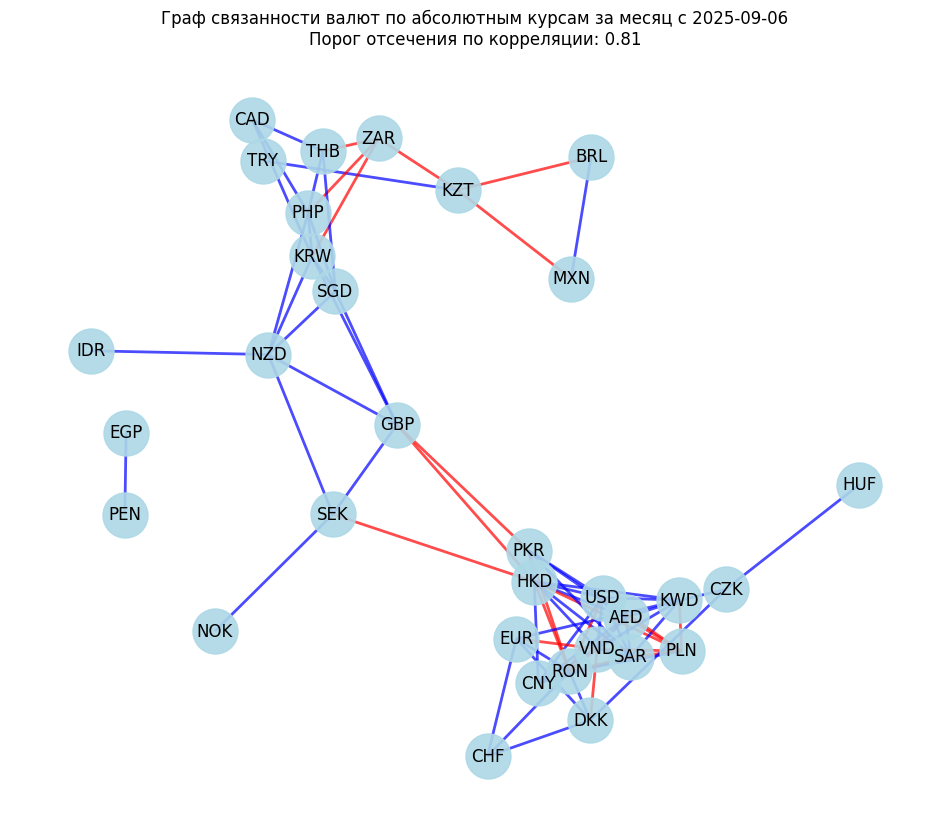 Граф связанности валют по абсолютным курсам за месяц с 2025-09-06
Порог отсечения по корреляции: 0.81
CAD
ZAR
THB
BRL
TRY
KZT
PHP
KRW
MXN
SGD
IDR
NZD
GBP
EGP
HUF
PEN
SEK
PKR
HKD
CZK
USD
KWD
AED
NOK
EUR
VND
PLN
SAR
RON
CNY
DKK
CHF